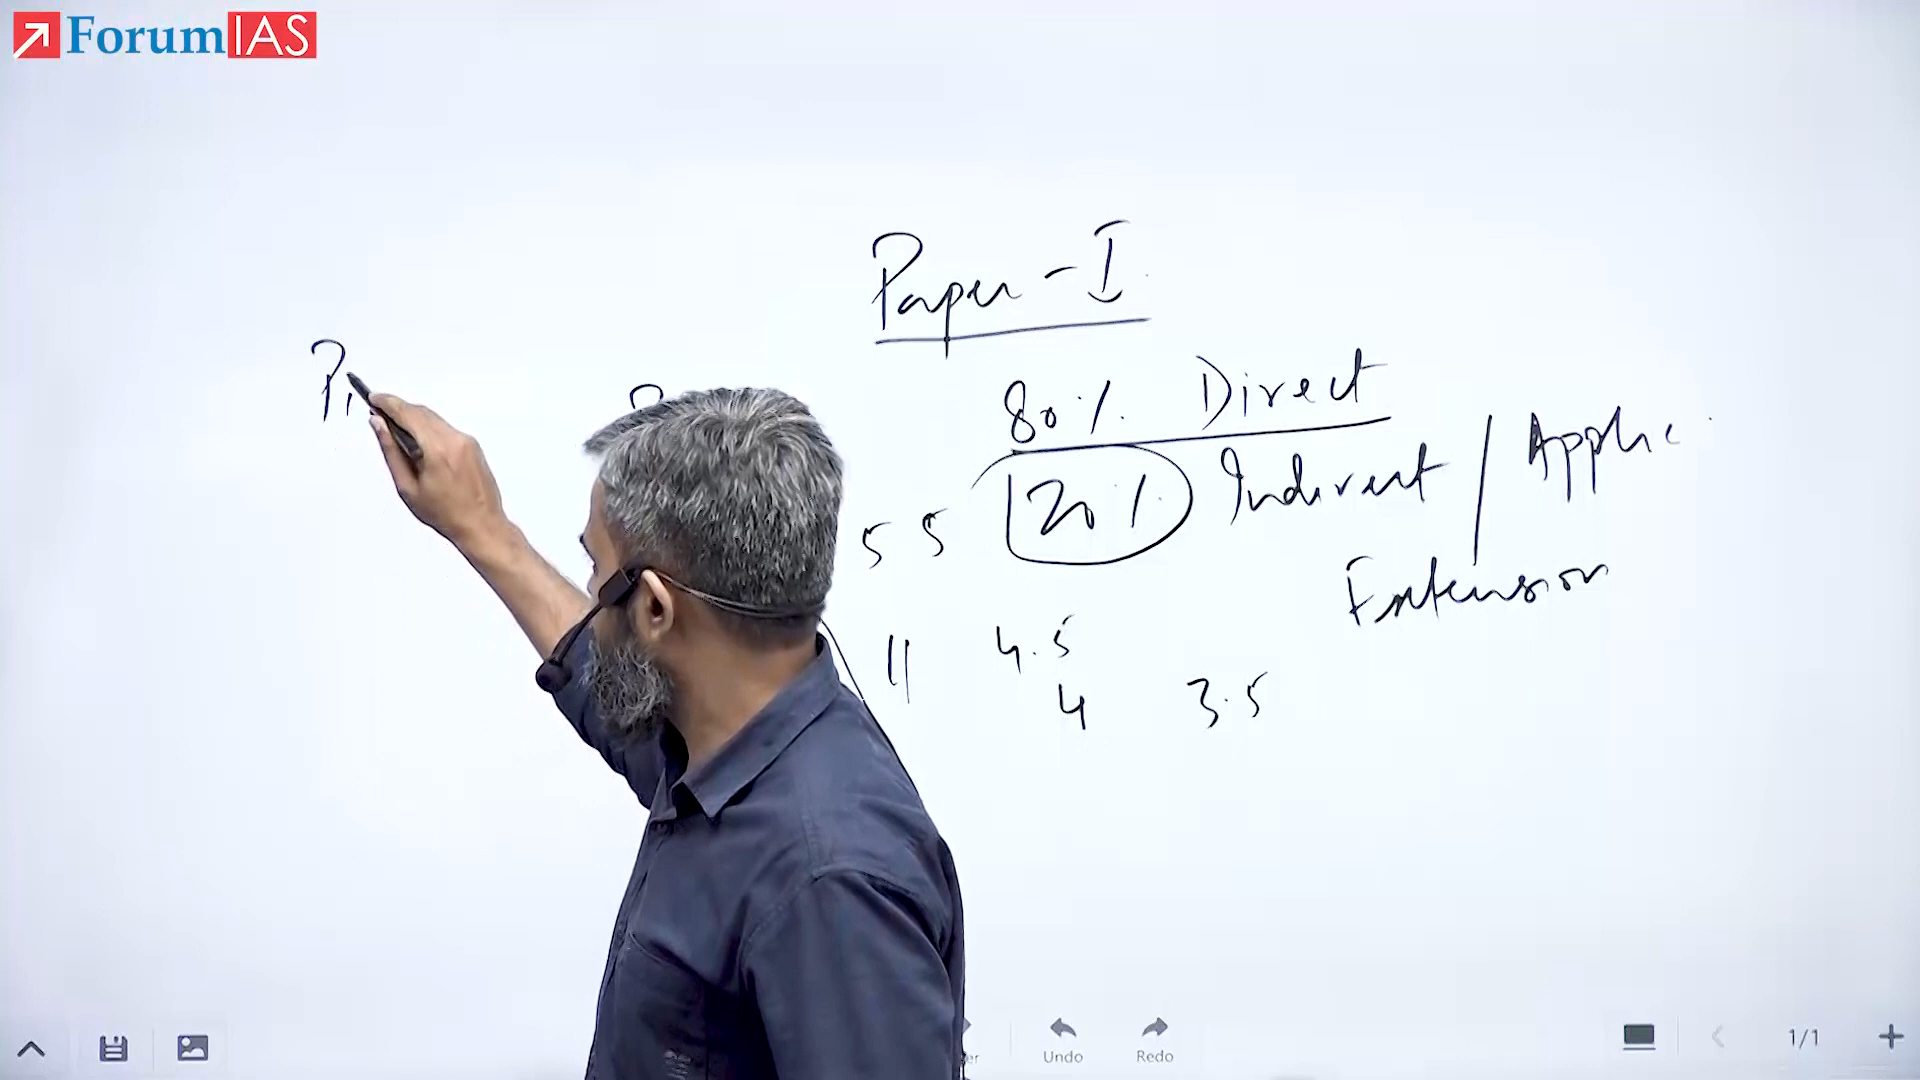 ForumIAS
Paper - I
80% Direct
20% Indirect / Applic
5 5
Extension
11 4.5
4 3.5
Undo Redo 1/1